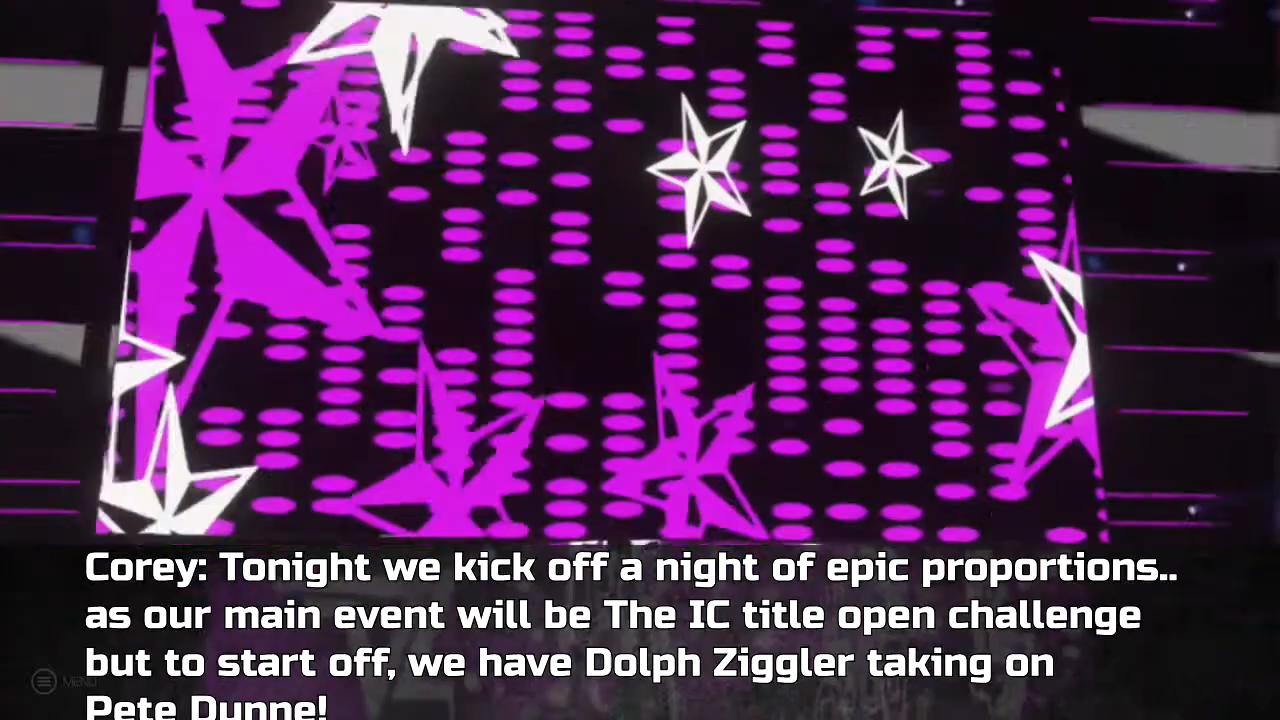 Corey: Tonight we kick off a night of epic proportions..
as our main event will be The IC title open challenge
but to start off, we have Dolph Ziggler taking on
Pete Dunne!
MENU